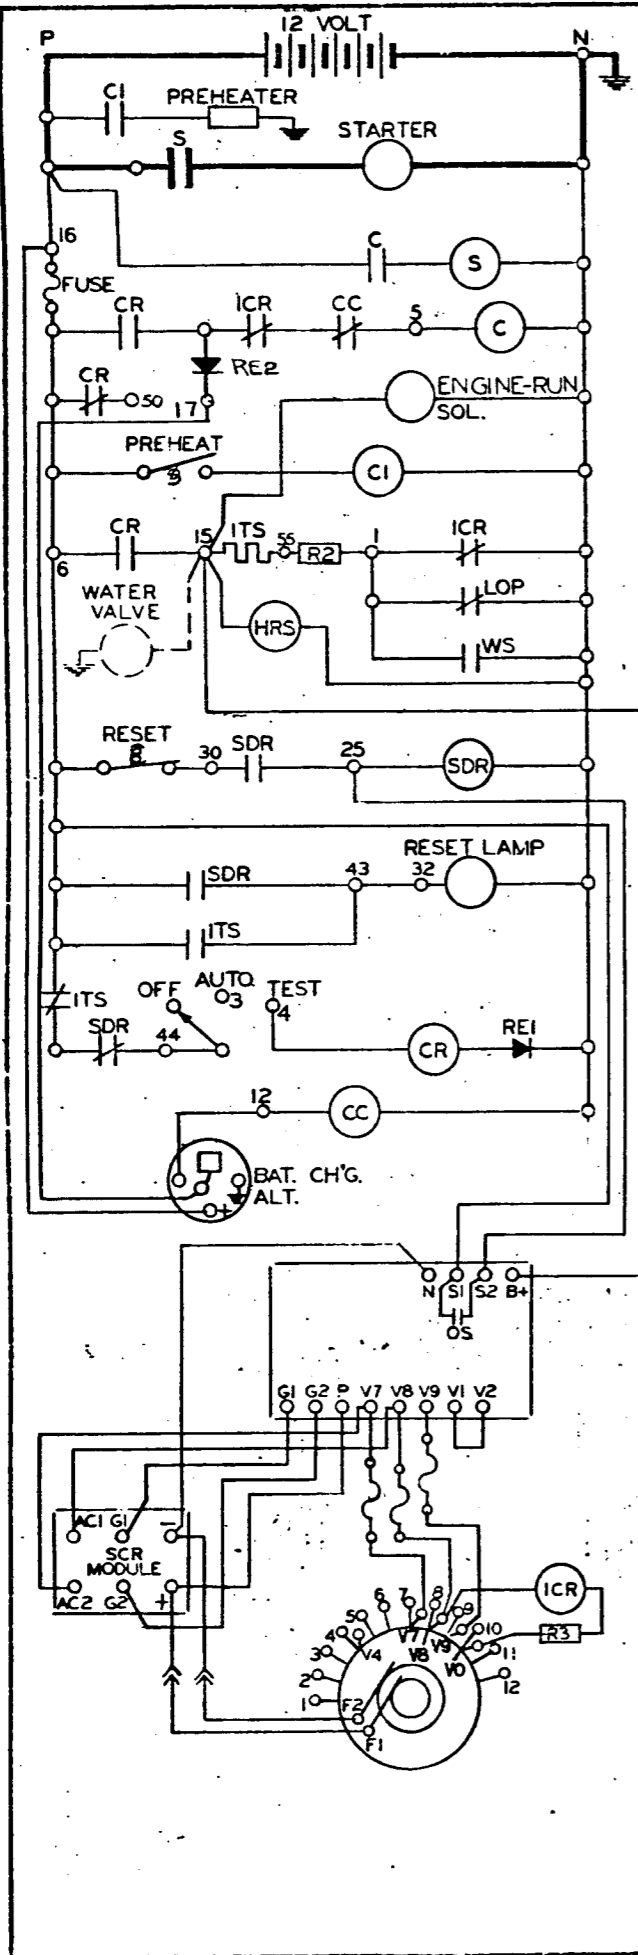 12 VOLT
P N
C1 PREHEATER
S STARTER
16
C S
FUSE
CR 1CR CC 5 C
RE2
CR 50 17
ENGINE-RUN
SOL.
PREHEAT
9 C1
CR 15 1TS 55 R2 1 1CR
6
WATER
VALVE
LOP
HRS
WS
RESET
8 30 SDR 25 SDR
RESET LAMP
SDR 43 32
1TS
1TS OFF AUTO. 3 TEST 4
SDR 44
CR RE1
12 CC
BAT. CH'G.
ALT.
+
N S1 S2 B+
OS
G1 G2 P V7 V8 V9 V1 V2
AC1 G1 -
SCR
MODULE
AC2 G2 +
1CR
R3
1 2 3 4 5 6 7 8 9 10 11 12
V4 V7 V8 V9 V0
F2
F1